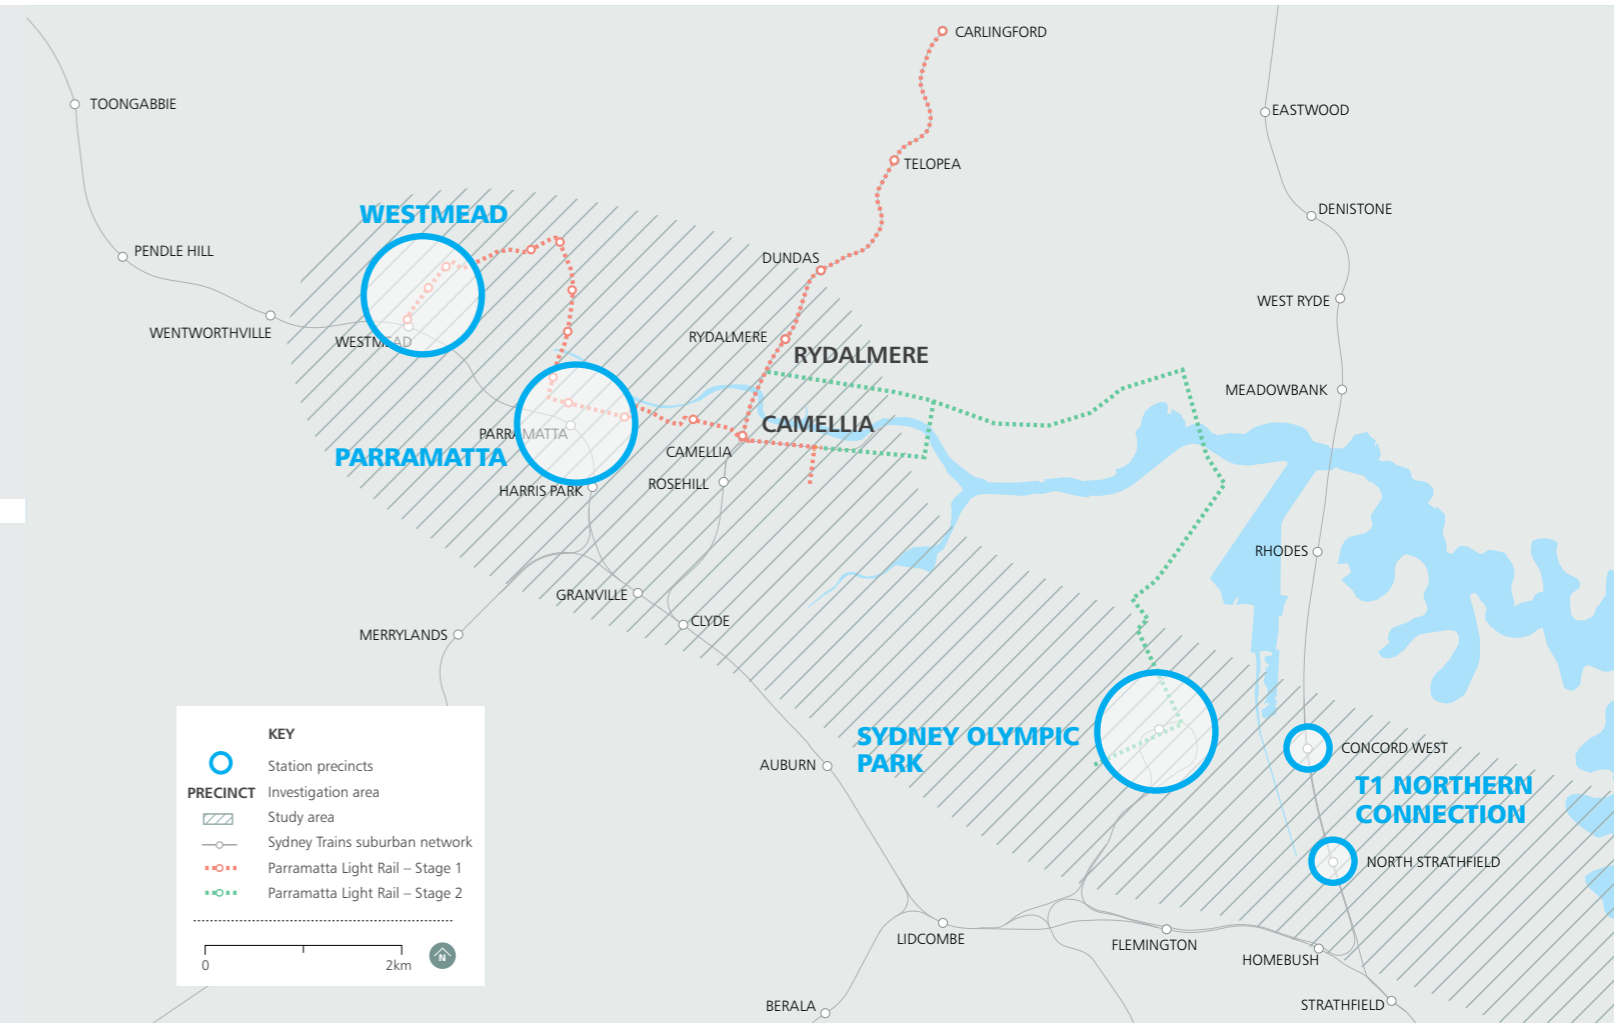 CARLINGFORD
TOONGABBIE
EASTWOOD
TELOPEA
DENISTONE
WESTMEAD
PENDLE HILL
DUNDAS
WEST RYDE
WENTWORTHVILLE
WESTMEAD
RYDALMERE
RYDALMERE
MEADOWBANK
CAMELLIA
PARRAMATTA
CAMELLIA
PARRAMATTA
HARRIS PARK
ROSEHILL
RHODES
GRANVILLE
CLYDE
MERRYLANDS
SYDNEY OLYMPIC
PARK
CONCORD WEST
AUBURN
T1 NORTHERN
CONNECTION
NORTH STRATHFIELD
LIDCOMBE
FLEMINGTON
HOMEBUSH
BERALA
STRATHFIELD
KEY
Station precincts
PRECINCT Investigation area
Study area
Sydney Trains suburban network
Parramatta Light Rail – Stage 1
Parramatta Light Rail – Stage 2
0 2km
N